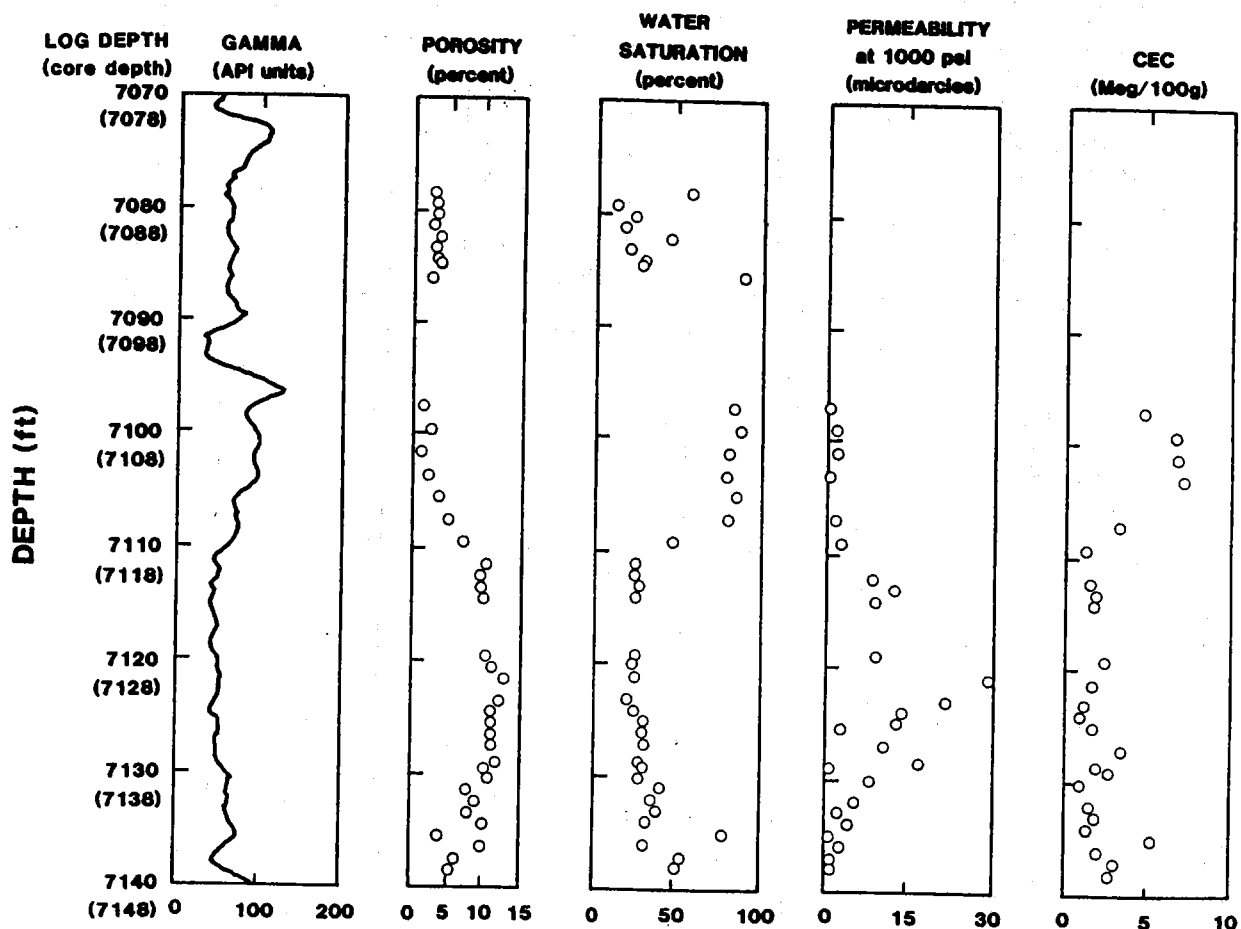 LOG DEPTH
(core depth)
GAMMA
(API units)
POROSITY
(percent)
WATER
SATURATION
(percent)
PERMEABILITY
at 1000 psi
(microdarcies)
CEC
(Meg/100g)
DEPTH (ft)
7070
(7078)
7080
(7088)
7090
(7098)
7100
(7108)
7110
(7118)
7120
(7128)
7130
(7138)
7140
(7148)
0 100 200
0 5 10 15
0 50 100
0 15 30
0 5 10